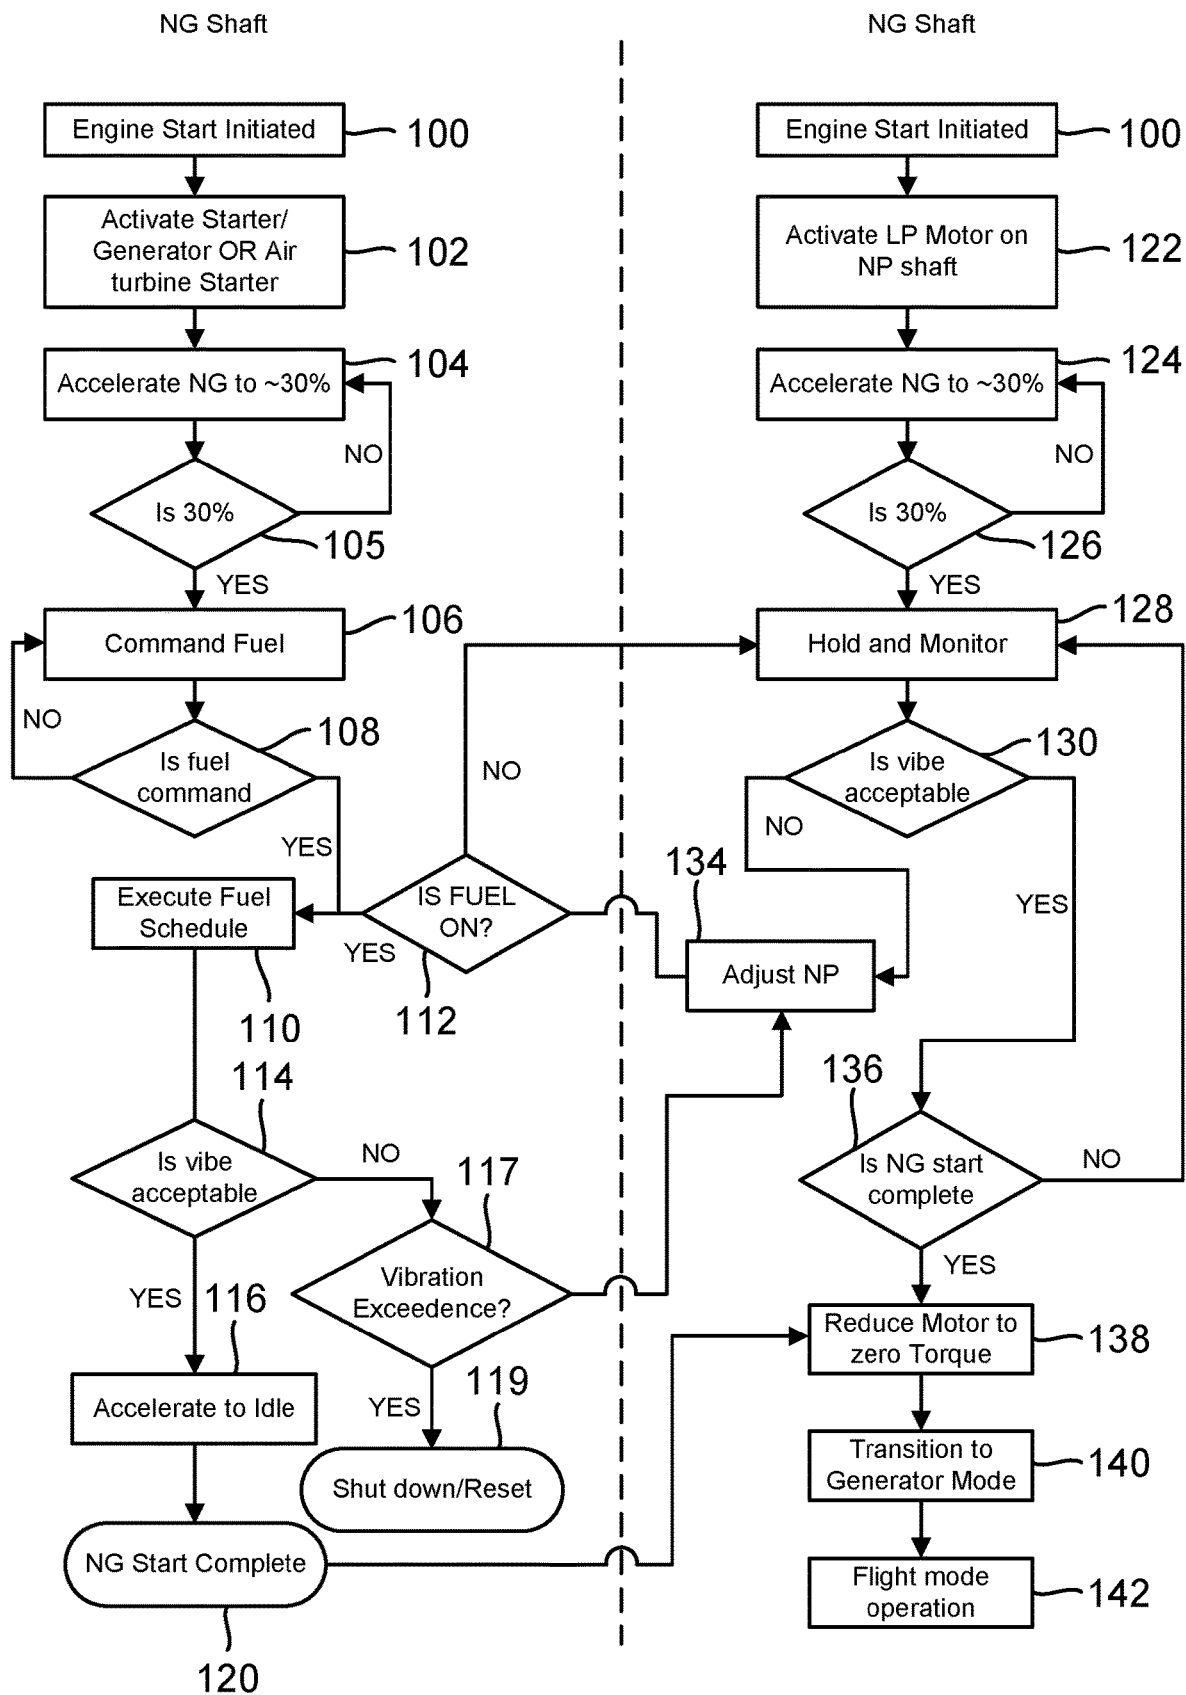 NG Shaft
Engine Start Initiated
100
Activate Starter/
Generator OR Air
turbine Starter
102
104
Accelerate NG to ~30%
NO
Is 30%
105
YES
106
Command Fuel
NO
108
Is fuel
command
YES
Execute Fuel
Schedule
110
IS FUEL
ON?
NO
YES
112
114
Is vibe
acceptable
NO
117
Vibration
Exceedence?
YES
119
Shut down/Reset
YES
116
Accelerate to Idle
NG Start Complete
120
NG Shaft
Engine Start Initiated
100
Activate LP Motor on
NP shaft
122
124
Accelerate NG to ~30%
NO
Is 30%
126
YES
128
Hold and Monitor
130
Is vibe
acceptable
NO
YES
134
Adjust NP
136
Is NG start
complete
NO
YES
Reduce Motor to
zero Torque
138
Transition to
Generator Mode
140
Flight mode
operation
142